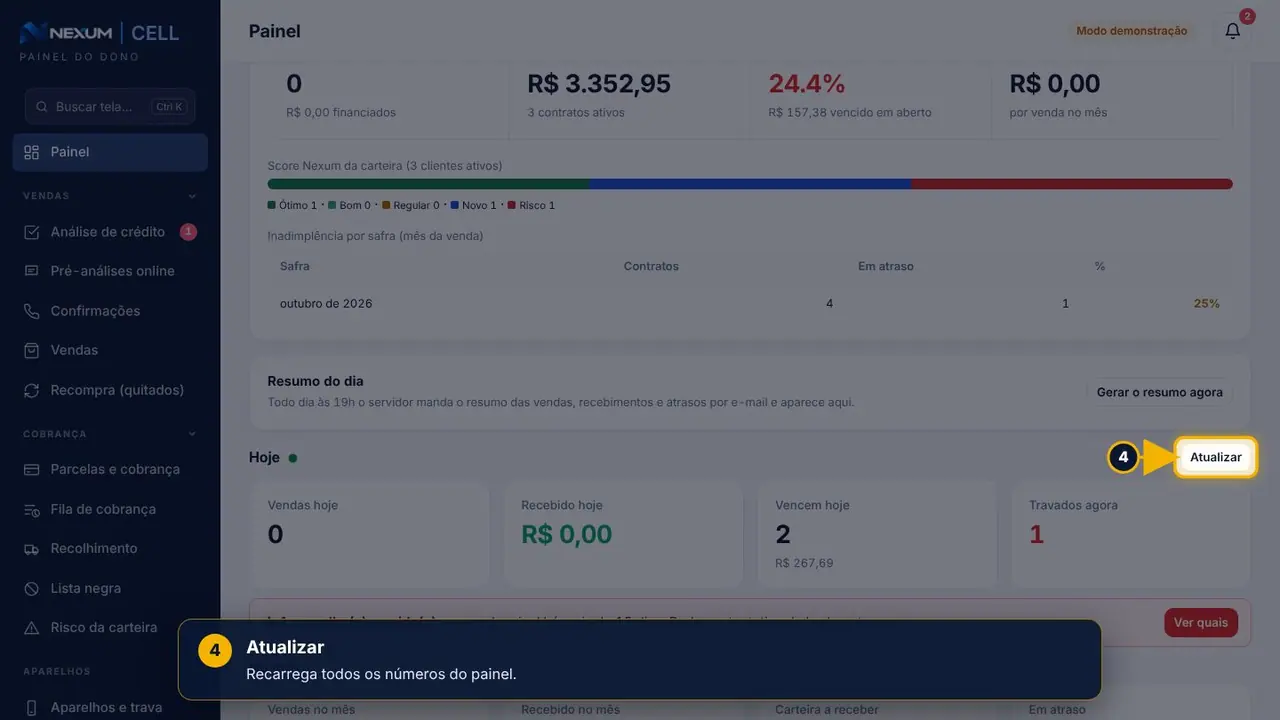 NEXUM | CELL
PAINEL DO DONO
Buscar tela... Ctrl K
Painel
VENDAS
Análise de crédito 1
Pré-análises online
Confirmações
Vendas
Recompra (quitados)
COBRANÇA
Parcelas e cobrança
Fila de cobrança
Recolhimento
Lista negra
Risco da carteira
APARELHOS
Aparelhos e trava
Painel
Modo demonstração
2
0
R$ 0,00 financiados
R$ 3.352,95
3 contratos ativos
24.4%
R$ 157,38 vencido em aberto
R$ 0,00
por venda no mês
Score Nexum da carteira (3 clientes ativos)
Ótimo 1 · Bom 0 · Regular 0 · Novo 1 · Risco 1
Inadimplência por safra (mês da venda)
Safra Contratos Em atraso %
outubro de 2026 4 1 25%
Resumo do dia
Todo dia às 19h o servidor manda o resumo das vendas, recebimentos e atrasos por e-mail e aparece aqui.
Gerar o resumo agora
Hoje
4
Atualizar
Vendas hoje
0
Recebido hoje
R$ 0,00
Vencem hoje
2
R$ 267,69
Travados agora
1
Ver quais
4
Atualizar
Recarrega todos os números do painel.
Vendas no mês
Recebido no mês
Carteira a receber
Em atraso